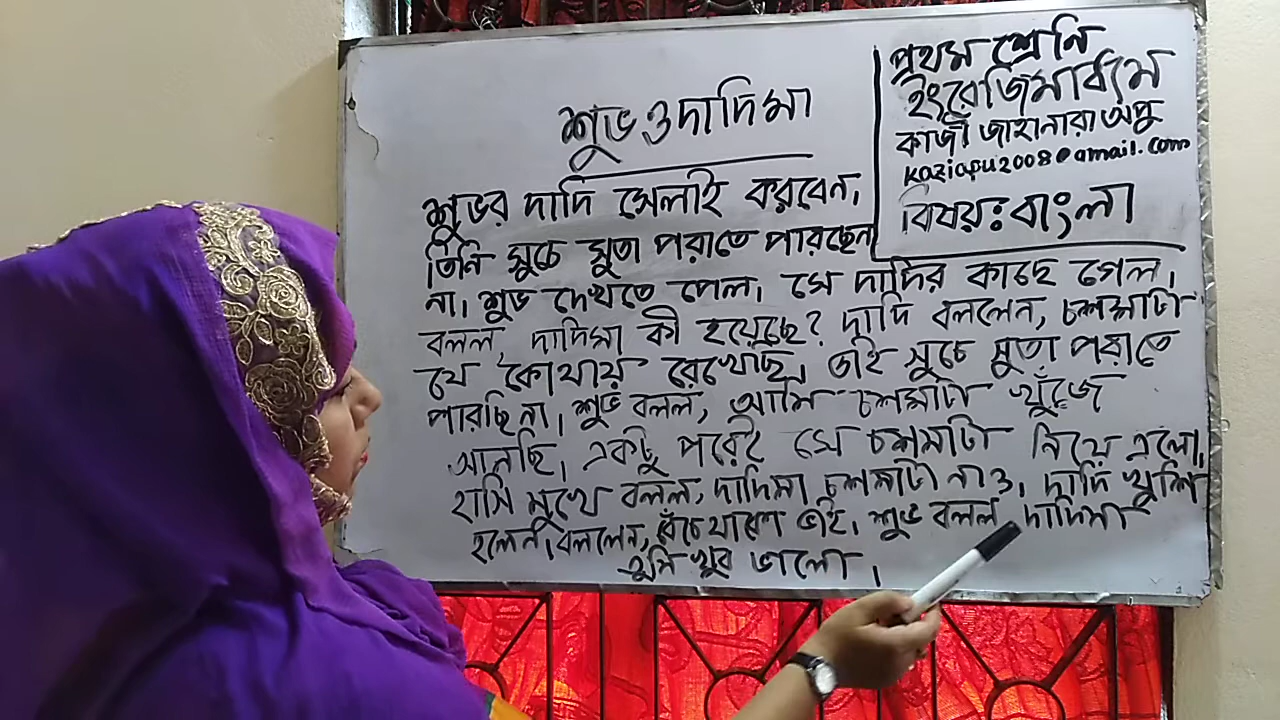 প্রথম শ্রেনি
ইংরেজি মাধ্যম
কাজী জাহানারা অপু
kaziapu2008@amail.com
বিষয়ঃ বাংলা
শুভ ও দাদিমা
শুভর দাদি সেলাই করবেন,
তিনি সুচে সুতা পরাতে পারছেন
না। শুভ দেখতে পেল। সে দাদির কাছে গেল।
বলল, দাদিমা কী হয়েছে? দাদি বললেন, চশমাটা
যে কোথায় রেখেছি, তাই সুচে সুতা পরাতে
পারছি না। শুভ বলল, আমি চশমাটা খুঁজে
আনছি। একটু পরেই সে চশমাটা নিয়ে এলো।
হাসি মুখে বলল, দাদিমা চশমাটা নাও। দাদি খুশি
হলেন। বললেন, বেঁচে থাকো ভাই। শুভ বলল, দাদিমা
তুমি খুব ভালো।